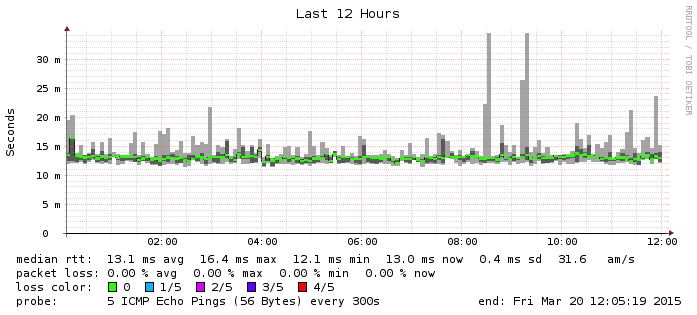 Last 12 Hours
RRDTOOL / TOBI OETIKER
Seconds
30 m
25 m
20 m
15 m
10 m
5 m
0
02:00 04:00 06:00 08:00 10:00 12:00
median rtt: 13.1 ms avg 16.4 ms max 12.1 ms min 13.0 ms now 0.4 ms sd 31.6 am/s
packet loss: 0.00 % avg 0.00 % max 0.00 % min 0.00 % now
loss color: 0 1/5 2/5 3/5 4/5
probe: 5 ICMP Echo Pings (56 Bytes) every 300s end: Fri Mar 20 12:05:19 2015